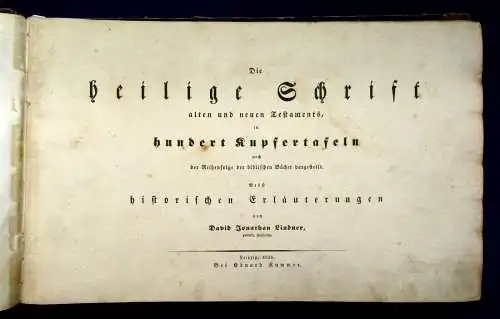 Die
heilige Schrift
alten und neuen Testaments,
in
hundert Kupfertafeln
nach
der Reihenfolge der biblischen Bücher dargestellt.
Nebst
historischen Erläuterungen
von
David Jonathan Lindner,
Leipzig,
Bei Eduard Kummer.